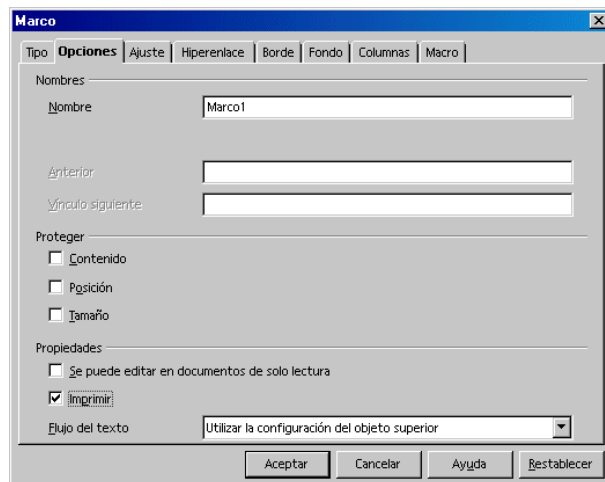 Marco
Tipo Opciones Ajuste Hiperenlace Borde Fondo Columnas Macro
Nombres
Nombre Marco1
Anterior
Vínculo siguiente
Proteger
Contenido
Posición
Tamaño
Propiedades
Se puede editar en documentos de solo lectura
Imprimir
Flujo del texto Utilizar la configuración del objeto superior
Aceptar Cancelar Ayuda Restablecer